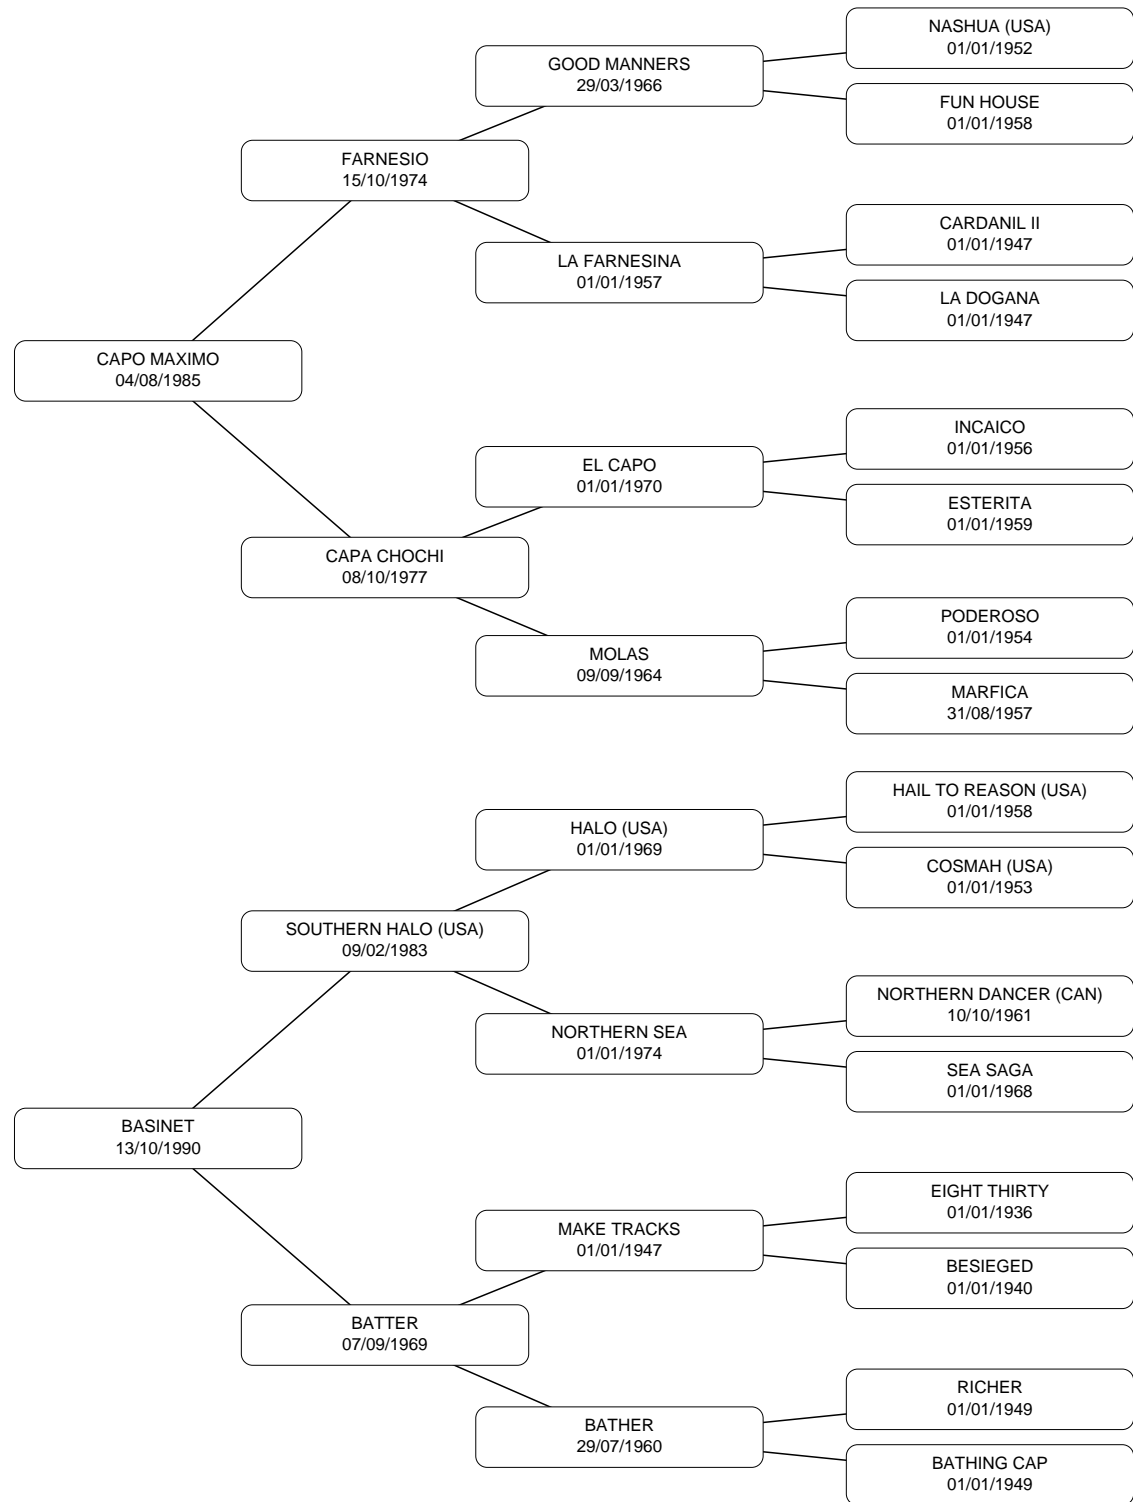 NASHUA (USA)
01/01/1952
GOOD MANNERS
29/03/1966
FUN HOUSE
01/01/1958
FARNESIO
15/10/1974
CARDANIL II
01/01/1947
LA FARNESINA
01/01/1957
LA DOGANA
01/01/1947
CAPO MAXIMO
04/08/1985
INCAICO
01/01/1956
EL CAPO
01/01/1970
ESTERITA
01/01/1959
CAPA CHOCHI
08/10/1977
PODEROSO
01/01/1954
MOLAS
09/09/1964
MARFICA
31/08/1957
HAIL TO REASON (USA)
01/01/1958
HALO (USA)
01/01/1969
COSMAH (USA)
01/01/1953
SOUTHERN HALO (USA)
09/02/1983
NORTHERN DANCER (CAN)
10/10/1961
NORTHERN SEA
01/01/1974
SEA SAGA
01/01/1968
BASINET
13/10/1990
EIGHT THIRTY
01/01/1936
MAKE TRACKS
01/01/1947
BESIEGED
01/01/1940
BATTER
07/09/1969
RICHER
01/01/1949
BATHER
29/07/1960
BATHING CAP
01/01/1949